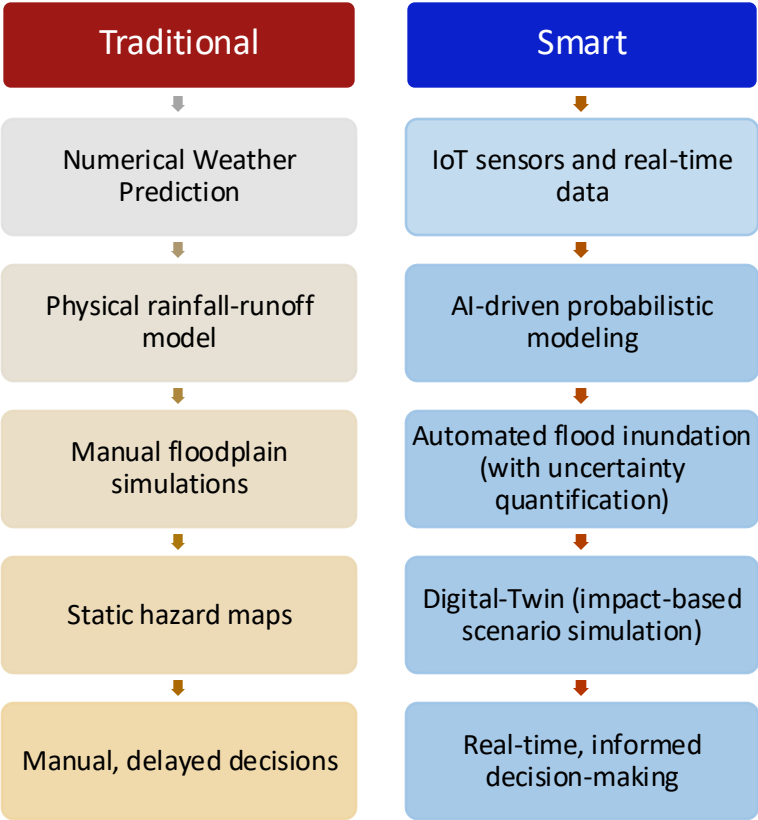 Traditional
Numerical Weather
Prediction
Physical rainfall-runoff
model
Manual floodplain
simulations
Static hazard maps
Manual, delayed decisions
Smart
IoT sensors and real-time
data
AI-driven probabilistic
modeling
Automated flood inundation
(with uncertainty
quantification)
Digital-Twin (impact-based
scenario simulation)
Real-time, informed
decision-making